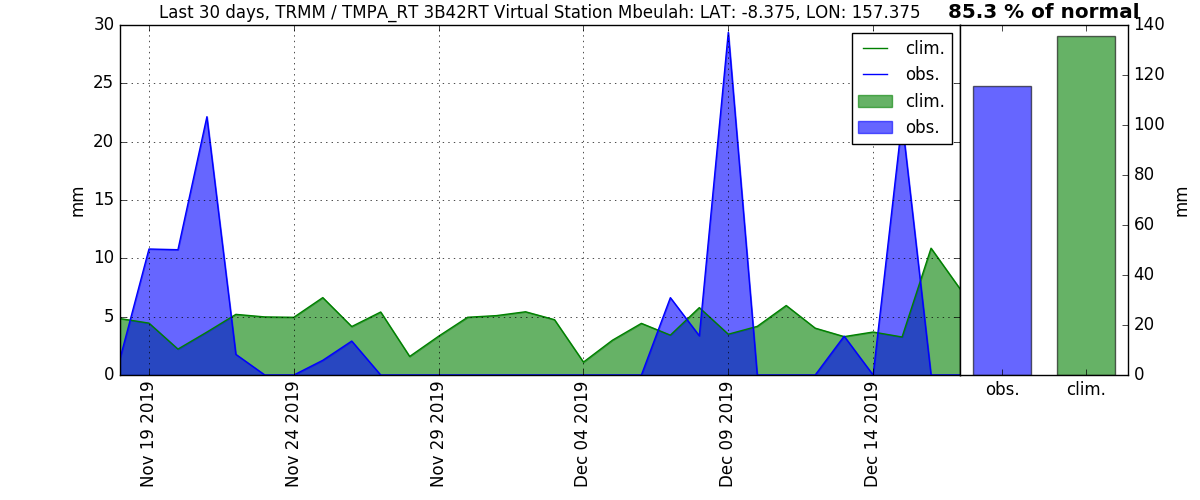 Last 30 days, TRMM / TMPA_RT 3B42RT Virtual Station Mbeulah: LAT: -8.375, LON: 157.375
85.3 % of normal
30
25
20
15
10
5
0
mm
clim.
obs.
clim.
obs.
140
120
100
80
60
40
20
0
mm
Nov 19 2019
Nov 24 2019
Nov 29 2019
Dec 04 2019
Dec 09 2019
Dec 14 2019
obs.
clim.